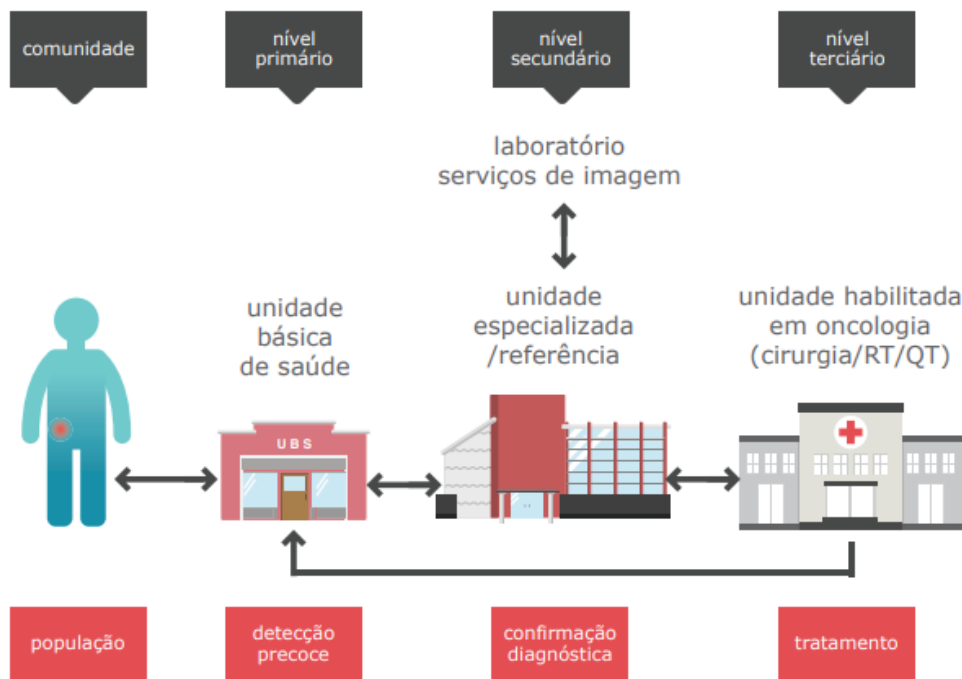 comunidade
nível
primário
nível
secundário
nível
terciário
laboratório
serviços de imagem
unidade
básica
de saúde
unidade
especializada
/referência
unidade habilitada
em oncologia
(cirurgia/RT/QT)
UBS
população
detecção
precoce
confirmação
diagnóstica
tratamento